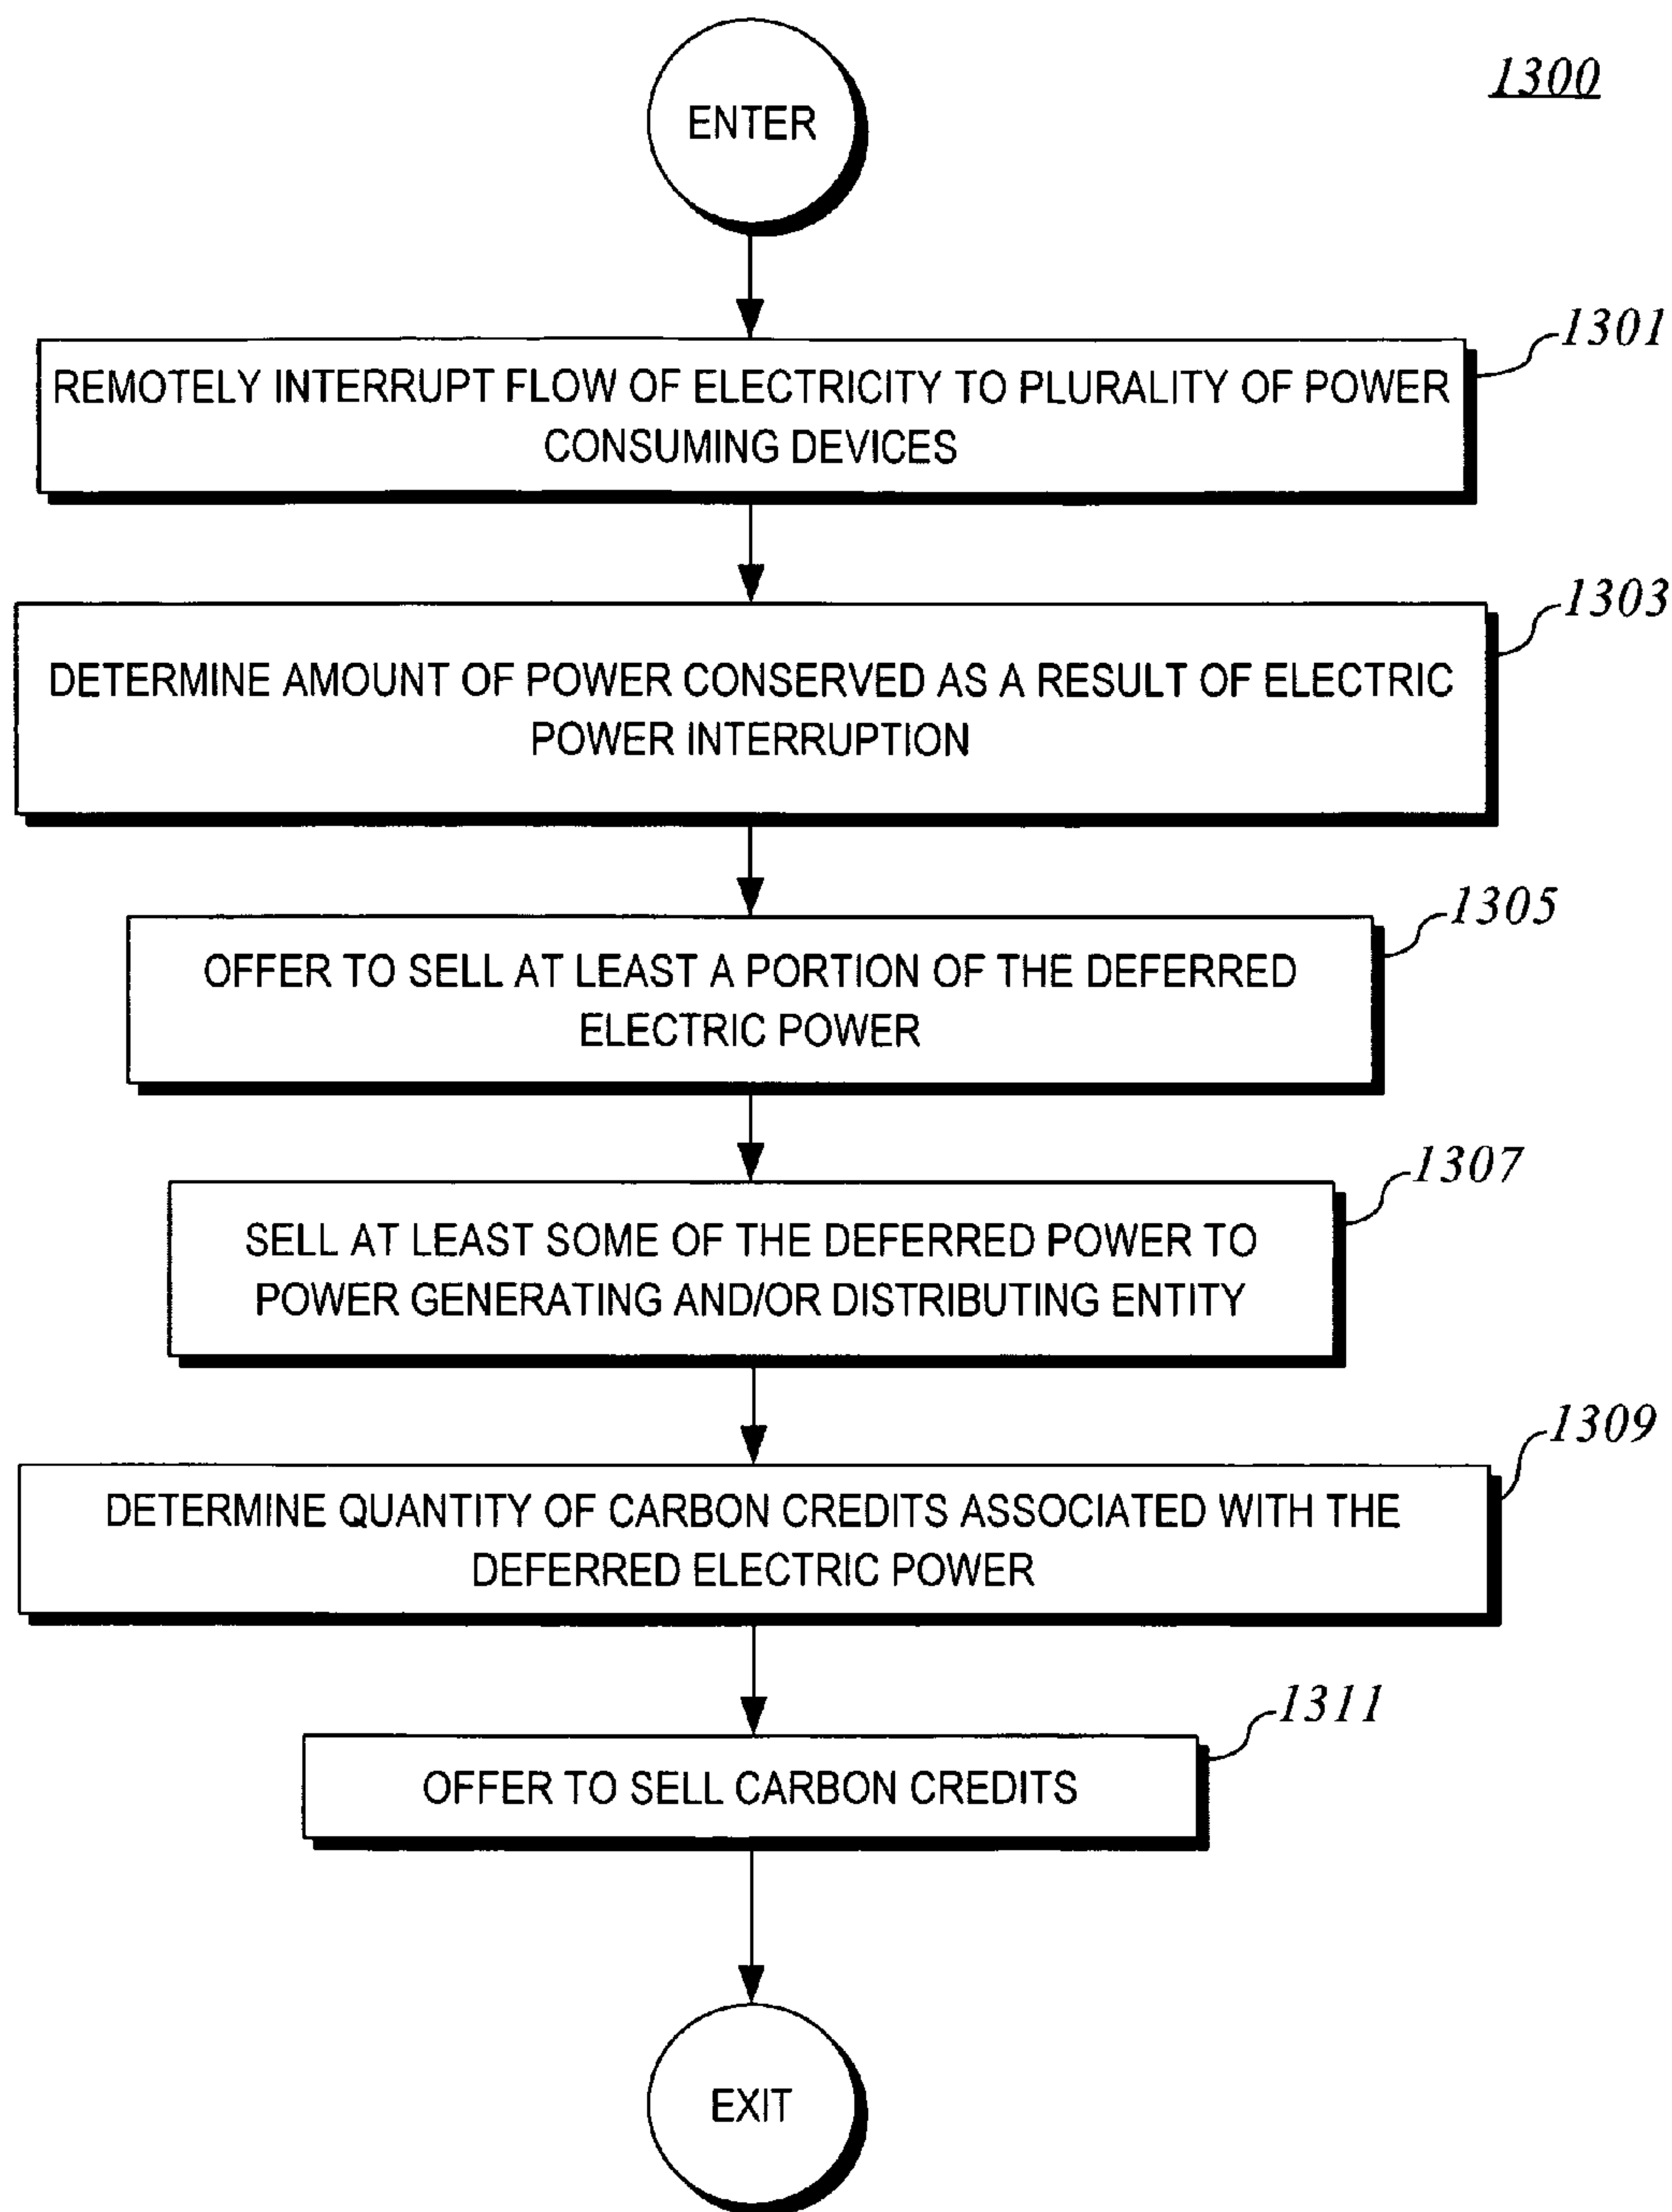 1300
ENTER
1301
REMOTELY INTERRUPT FLOW OF ELECTRICITY TO PLURALITY OF POWER
CONSUMING DEVICES
1303
DETERMINE AMOUNT OF POWER CONSERVED AS A RESULT OF ELECTRIC
POWER INTERRUPTION
1305
OFFER TO SELL AT LEAST A PORTION OF THE DEFERRED
ELECTRIC POWER
1307
SELL AT LEAST SOME OF THE DEFERRED POWER TO
POWER GENERATING AND/OR DISTRIBUTING ENTITY
1309
DETERMINE QUANTITY OF CARBON CREDITS ASSOCIATED WITH THE
DEFERRED ELECTRIC POWER
1311
OFFER TO SELL CARBON CREDITS
EXIT